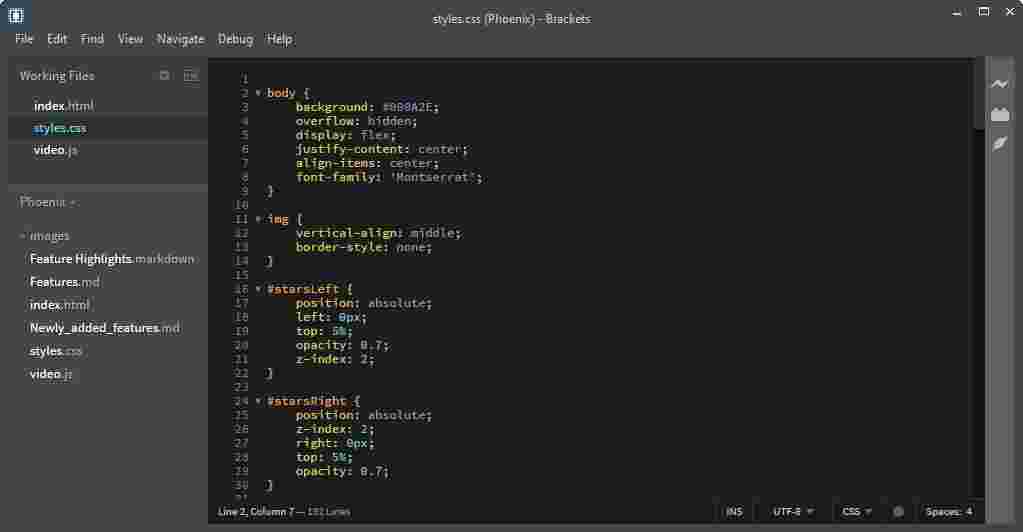 styles.css (Phoenix) - Brackets
File Edit Find View Navigate Debug Help
Working Files
index.html
styles.css
video.js
Phoenix
images
Feature Highlights.markdown
Features.md
index.html
Newly_added_features.md
styles.css
video.js
1
2 body {
3 background: #000A2E;
4 overflow: hidden;
5 display: flex;
6 justify-content: center;
7 align-items: center;
8 font-family: 'Montserrat';
9 }
10
11 img {
12 vertical-align: middle;
13 border-style: none;
14 }
15
16 #starsLeft {
17 position: absolute;
18 left: 0px;
19 top: 5%;
20 opacity: 0.7;
21 z-index: 2;
22 }
23
24 #starsRight {
25 position: absolute;
26 z-index: 2;
27 right: 0px;
28 top: 5%;
29 opacity: 0.7;
30 }
31
Line 2, Column 7 — 192 Lines INS UTF-8 CSS Spaces: 4